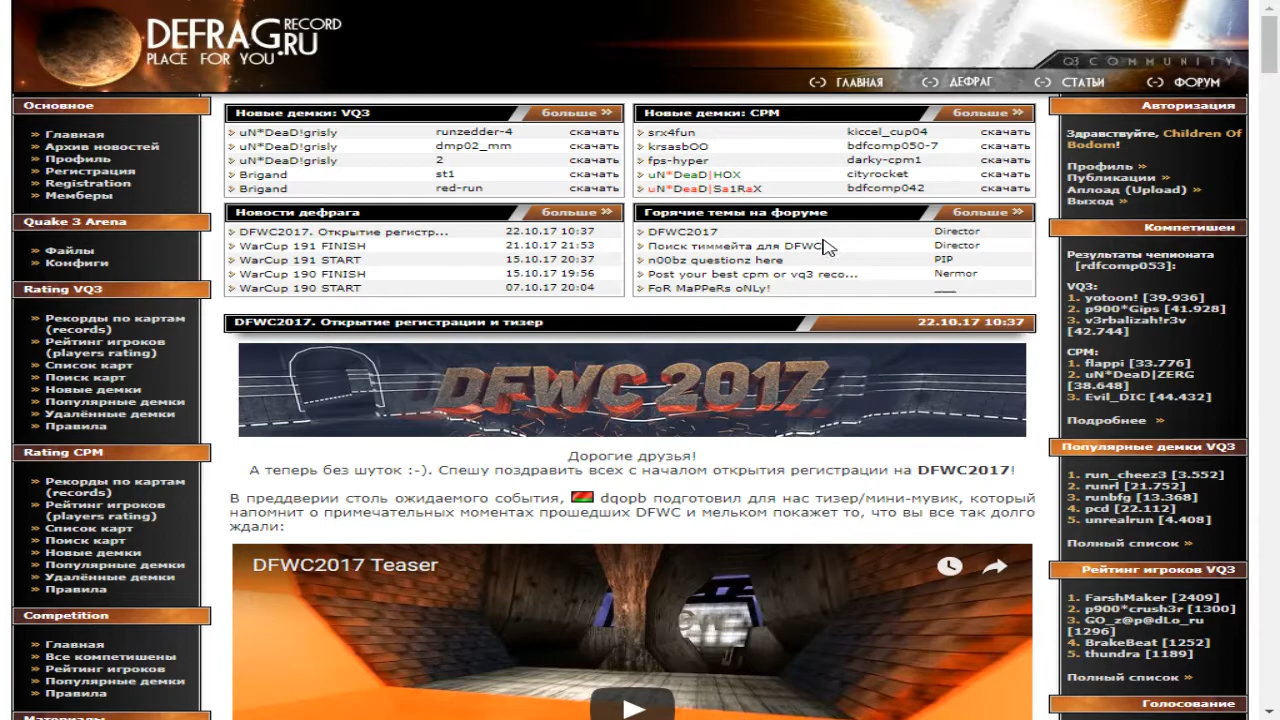 DEFRAG.RU
RECORD
PLACE FOR YOU
Q3 COMMUNITY
ГЛАВНАЯ ДЕФРАГ СТАТЬИ ФОРУМ
Основное
» Главная
» Архив новостей
» Профиль
» Регистрация
» Registration
» Мемберы
Quake 3 Arena
» Файлы
» Конфиги
Rating VQ3
» Рекорды по картам
(records)
» Рейтинг игроков
(players rating)
» Список карт
» Поиск карт
» Новые демки
» Популярные демки
» Удалённые демки
» Правила
Rating CPM
» Рекорды по картам
(records)
» Рейтинг игроков
(players rating)
» Список карт
» Поиск карт
» Новые демки
» Популярные демки
» Удалённые демки
» Правила
Competition
» Главная
» Все компетишены
» Рейтинг игроков
» Популярные демки
» Правила
Материалы
Новые демки: VQ3 больше »
uN*DeaD!grisly runzedder-4 скачать
uN*DeaD!grisly dmp02_mm скачать
uN*DeaD!grisly 2 скачать
Brigand st1 скачать
Brigand red-run скачать
Новые демки: CPM больше »
srx4fun kiccel_cup04 скачать
krsasbOO bdfcomp050-7 скачать
fps-hyper darky-cpm1 скачать
uN*DeaD|HOX cityrocket скачать
uN*DeaD|Sa1RaX bdfcomp042 скачать
Новости дефрага больше »
DFWC2017. Открытие регистр... 22.10.17 10:37
WarCup 191 FINISH 21.10.17 21:53
WarCup 191 START 15.10.17 20:37
WarCup 190 FINISH 15.10.17 19:56
WarCup 190 START 07.10.17 20:04
Горячие темы на форуме больше »
DFWC2017 Director
Поиск тиммейта для DFWC Director
n00bz questionz here PIP
Post your best cpm or vq3 reco... Nermor
FoR MaPPeRs oNLy! ___
DFWC2017. Открытие регистрации и тизер 22.10.17 10:37
DFWC 2017
Дорогие друзья!
А теперь без шуток :-). Спешу поздравить всех с началом открытия регистрации на DFWC2017!
В преддверии столь ожидаемого события, dqopb подготовил для нас тизер/мини-мувик, который
напомнит о примечательных моментах прошедших DFWC и мельком покажет то, что вы все так долго
ждали:
DFWC2017 Teaser
Авторизация
Здравствуйте, Children Of
Bodom!
Профиль »
Публикации »
Аплоад (Upload) »
Выход »
Компетишен
Результаты чемпионата
[rdfcomp053]:
VQ3:
1. yotoon! [39.936]
2. p900*Gips [41.928]
3. v3rbalizah!r3v
[42.744]
CPM:
1. flappi [33.776]
2. uN*DeaD|ZERG
[38.648]
3. Evil_DIC [44.432]
Подробнее »
Популярные демки VQ3
1. run_cheez3 [3.552]
2. runrl [21.752]
3. runbfg [13.368]
4. pcd [22.112]
5. unrealrun [4.408]
Полный список »
Рейтинг игроков VQ3
1. FarshMaker [2409]
2. p900*crush3r [1300]
3. GO_z@p@dLo_ru
[1296]
4. BrakeBeat [1252]
5. thundra [1189]
Полный список »
Голосование